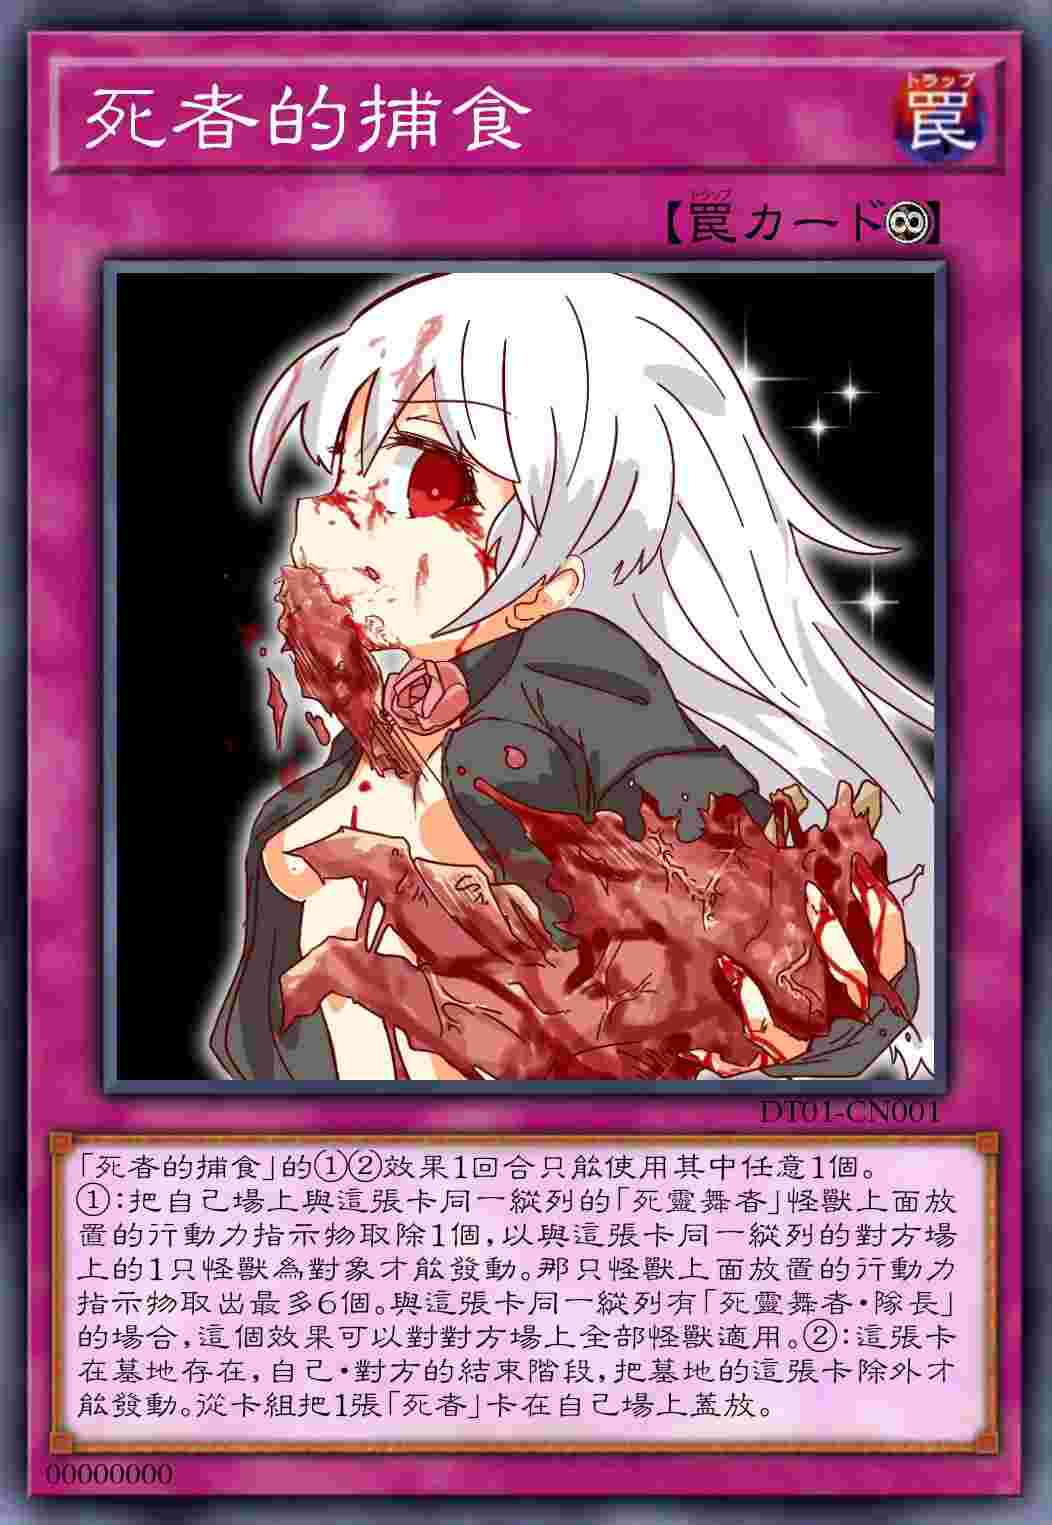 死者的捕食
トラップ
罠
トラップ
【罠カード】
DT01-CN001
「死者的捕食」的①②效果1回合只能使用其中任意1個。
①:把自己場上與這張卡同一縱列的「死靈舞者」怪獸上面放
置的行動力指示物取除1個,以與這張卡同一縱列的對方場
上的1只怪獸為對象才能發動。那只怪獸上面放置的行動力
指示物取出最多6個。與這張卡同一縱列有「死靈舞者·隊長」
的場合,這個效果可以對對方場上全部怪獸適用。②:這張卡
在墓地存在,自己·對方的結束階段,把墓地的這張卡除外才
能發動。從卡組把1張「死者」卡在自己場上蓋放。
00000000